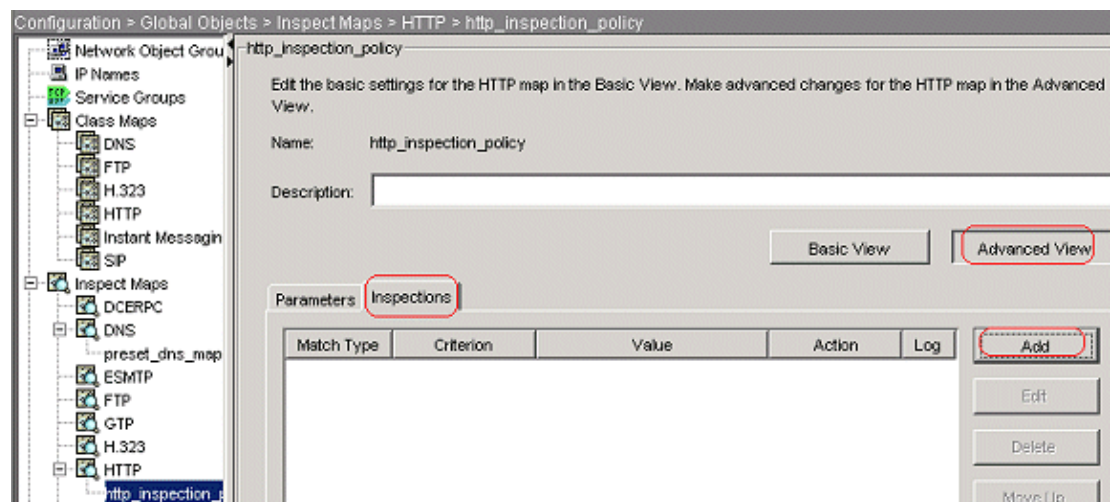 Configuration > Global Objects > Inspect Maps > HTTP > http_inspection_policy
Network Object Grou
IP Names
Service Groups
Class Maps
DNS
FTP
H.323
HTTP
Instant Messagin
SIP
Inspect Maps
DCERPC
DNS
preset_dns_map
ESMTP
FTP
GTP
H.323
HTTP
http_inspection_p
http_inspection_policy
Edit the basic settings for the HTTP map in the Basic View. Make advanced changes for the HTTP map in the Advanced
View.
Name: http_inspection_policy
Description:
Basic View Advanced View
Parameters Inspections
Match Type Criterion Value Action Log
Add
Edit
Delete
Move Up